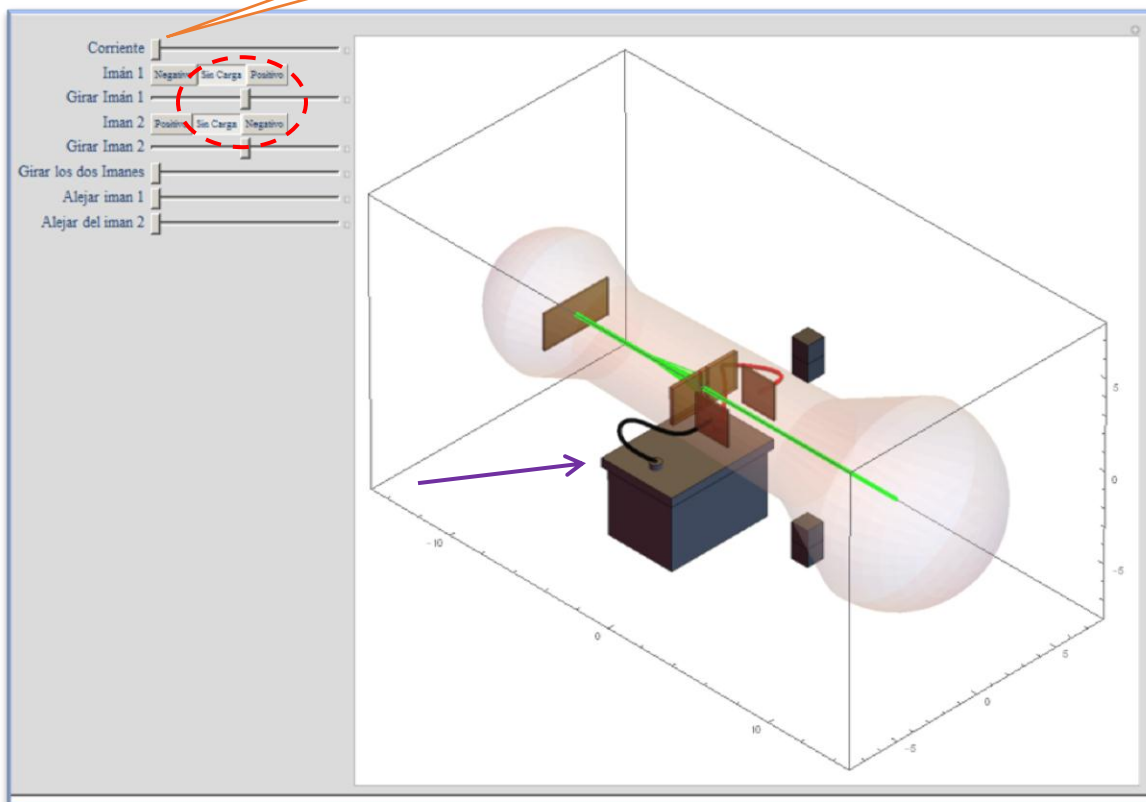 Corriente
Imán 1 Negativo Sin Carga Positivo
Girar Imán 1
Iman 2 Positivo Sin Carga Negativo
Girar Iman 2
Girar los dos Imanes
Alejar iman 1
Alejar del iman 2
5
0
-5
-10
0
10
5
0
-5